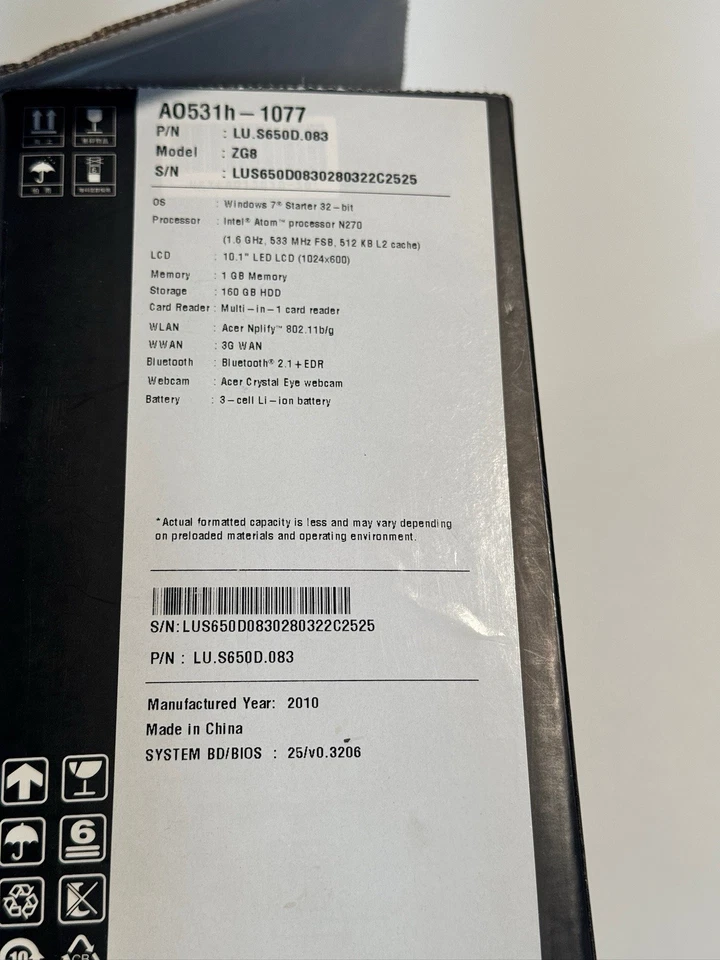 AO531h – 1077
P/N : LU.S650D.083
Model : ZG8
S/N : LUS650D0830280322C2525
OS : Windows 7® Starter 32–bit
Processor : Intel® Atom™ processor N270
(1.6 GHz, 533 MHz FSB, 512 KB L2 cache)
LCD : 10.1" LED LCD (1024x600)
Memory : 1 GB Memory
Storage : 160 GB HDD
Card Reader : Multi–in–1 card reader
WLAN : Acer Nplify™ 802.11b/g
WWAN : 3G WAN
Bluetooth : Bluetooth® 2.1+EDR
Webcam : Acer Crystal Eye webcam
Battery : 3–cell Li–ion battery
*Actual formatted capacity is less and may vary depending
on preloaded materials and operating environment.
S/N:LUS650D0830280322C2525
P/N : LU.S650D.083
Manufactured Year: 2010
Made in China
SYSTEM BD/BIOS : 25/v0.3206
6
10
CB